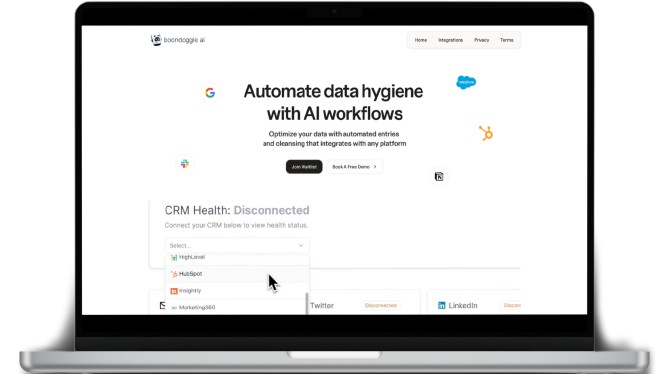 boondoggle ai
Home Integrations Privacy Terms
Automate data hygiene
with AI workflows
Optimize your data with automated entries
and cleansing that integrates with any platform
Join Waitlist Book A Free Demo >
CRM Health: Disconnected
Connect your CRM below to view health status.
Select...
HighLevel
HubSpot
Insightly
Marketing360
Twitter Disconnected
LinkedIn Discon